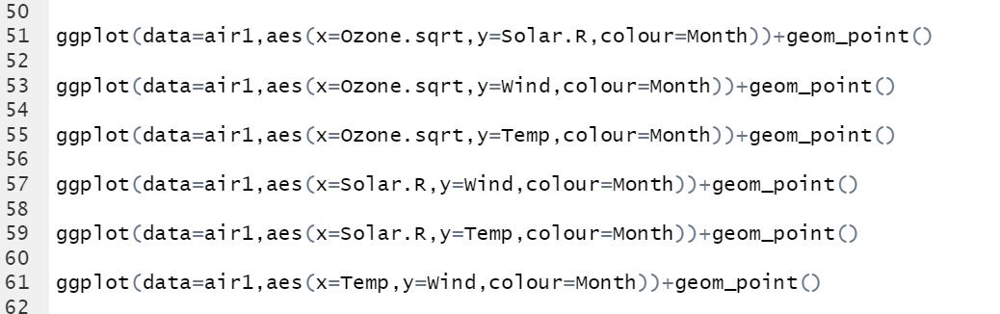 50
51 ggplot(data=air1,aes(x=Ozone.sqrt,y=Solar.R,colour=Month))+geom_point()
52
53 ggplot(data=air1,aes(x=Ozone.sqrt,y=Wind,colour=Month))+geom_point()
54
55 ggplot(data=air1,aes(x=Ozone.sqrt,y=Temp,colour=Month))+geom_point()
56
57 ggplot(data=air1,aes(x=Solar.R,y=Wind,colour=Month))+geom_point()
58
59 ggplot(data=air1,aes(x=Solar.R,y=Temp,colour=Month))+geom_point()
60
61 ggplot(data=air1,aes(x=Temp,y=Wind,colour=Month))+geom_point()
62